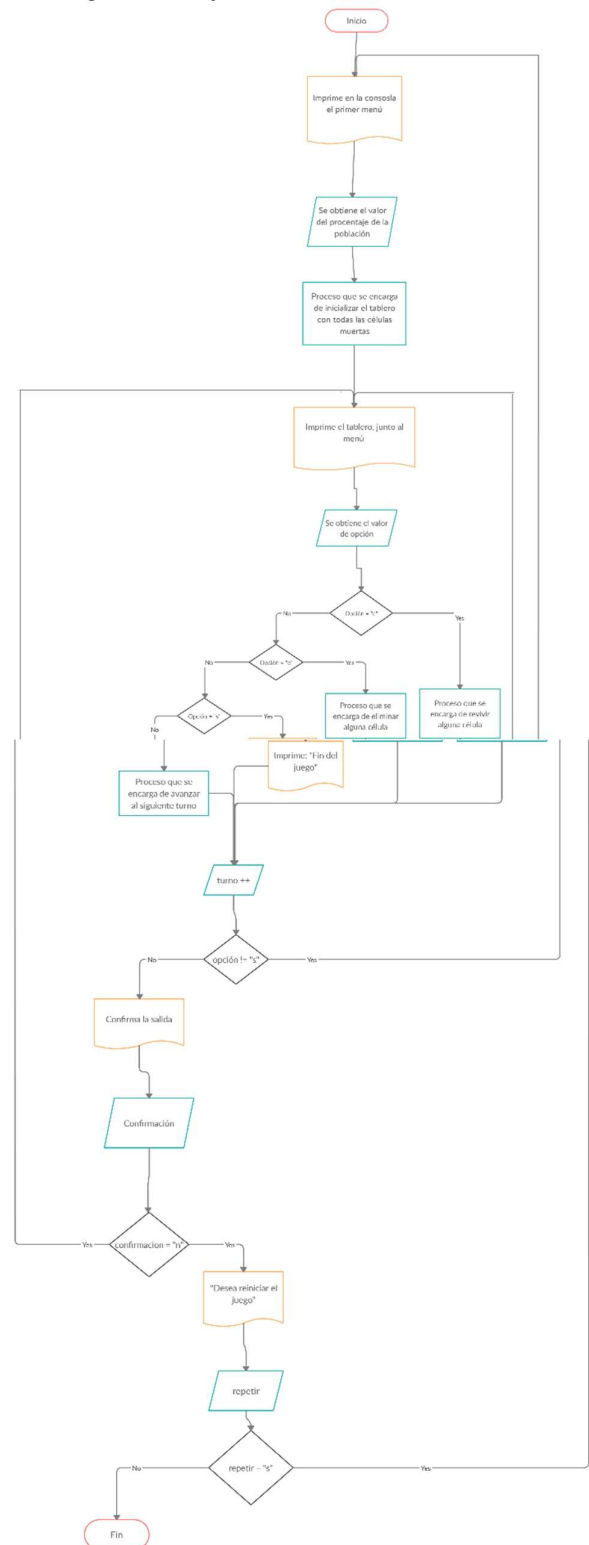 Inicio
Imprime en la consosla
el primer menú
Se obtiene el valor
del procentaje de la
población
Proceso que se encarga
de inicializar el tablero
con todas las células
muertas
Imprime el tablero, junto al
menú
Se obtiene el valor
de opción
Opción = "c"
No
Yes
Opción = "e"
No
Yes
Opción = "s"
No
Yes
Proceso que se
encarga de eliminar
alguna célula
Proceso que se
encarga de revivir
alguna célula
Imprime: "Fin del
juego"
Proceso que se
encarga de avanzar
al siguiente turno
turno ++
opción != "s"
No
Yes
Confirma la salida
Confirmación
confirmacion = "n"
Yes
Yes
"Desea reiniciar el
juego"
repetir
repetir = "s"
No
Yes
Fin